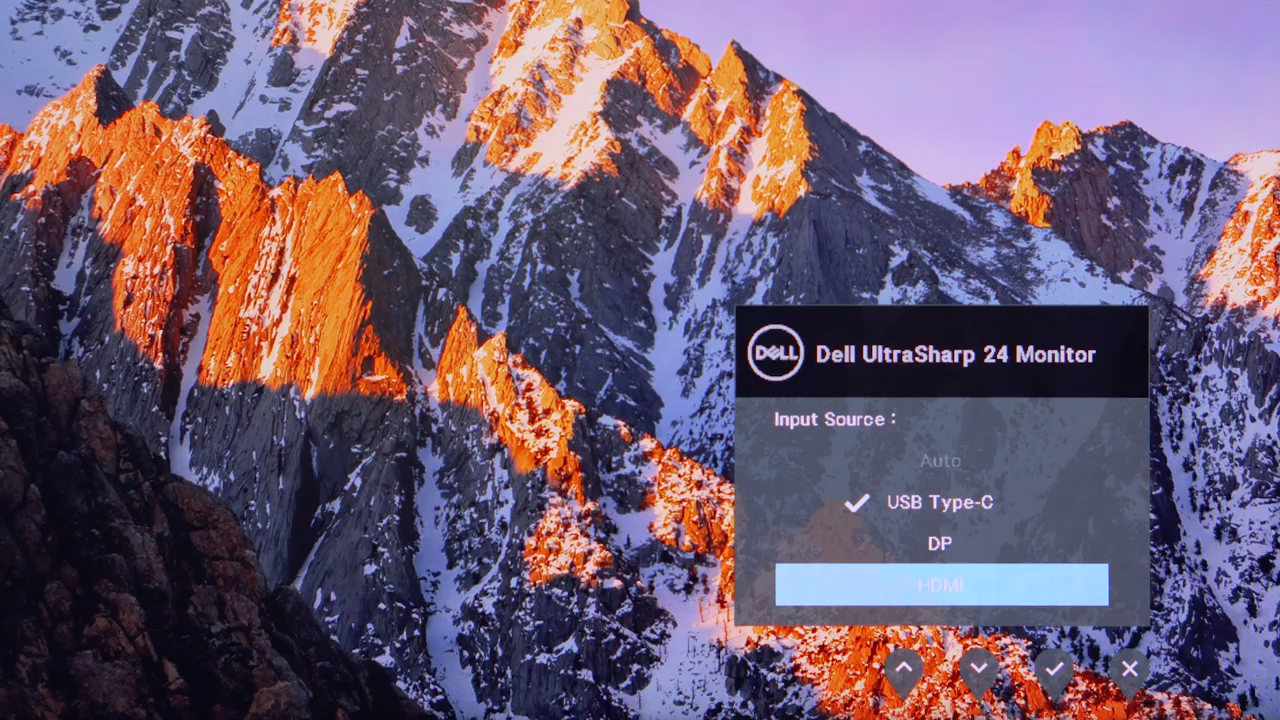 DELL
Dell UltraSharp 24 Monitor
Input Source :
Auto
USB Type-C
DP
HDMI